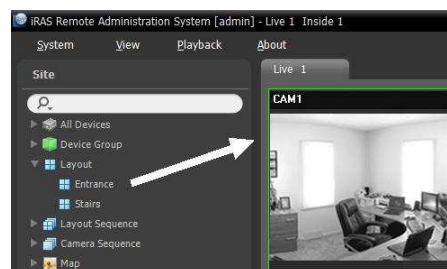 iRAS Remote Administration System [admin] - Live 1 Inside 1
System View Playback About
Site
Live 1
CAM1
All Devices
Device Group
Layout
Entrance
Stairs
Layout Sequence
Camera Sequence
Map